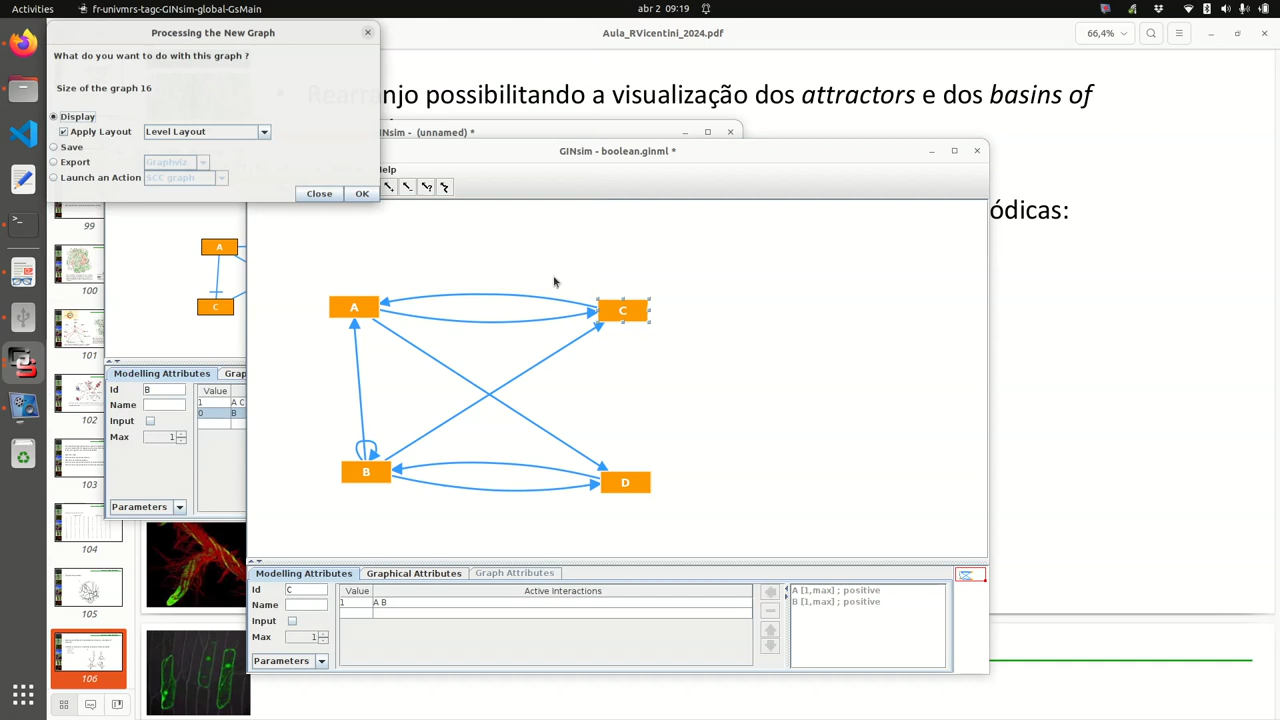 Activities
fr-univmrs-tagc-GINsim-global-GsMain
abr 2 09:19
Processing the New Graph
What do you want to do with this graph ?
Size of the graph 16
Display
Apply Layout
Level Layout
Save
Export
Graphviz
Launch an Action
SCC graph
Close
OK
Aula_RVicentini_2024.pdf
66,4%
• Rearranjo possibilitando a visualização dos attractors e dos basins of
ódicas:
GINsim - (unnamed) *
GINsim - boolean.ginml *
elp
A
C
Modelling Attributes
Grap
Id
B
Name
Input
Max
1
Value
1
A C
0
B
Parameters
A
C
B
D
Modelling Attributes
Graphical Attributes
Graph Attributes
Id
C
Name
Input
Max
1
Parameters
Value
Active Interactions
1
A B
A [1,max] ; positive
B [1,max] ; positive
99
100
101
102
103
104
105
106